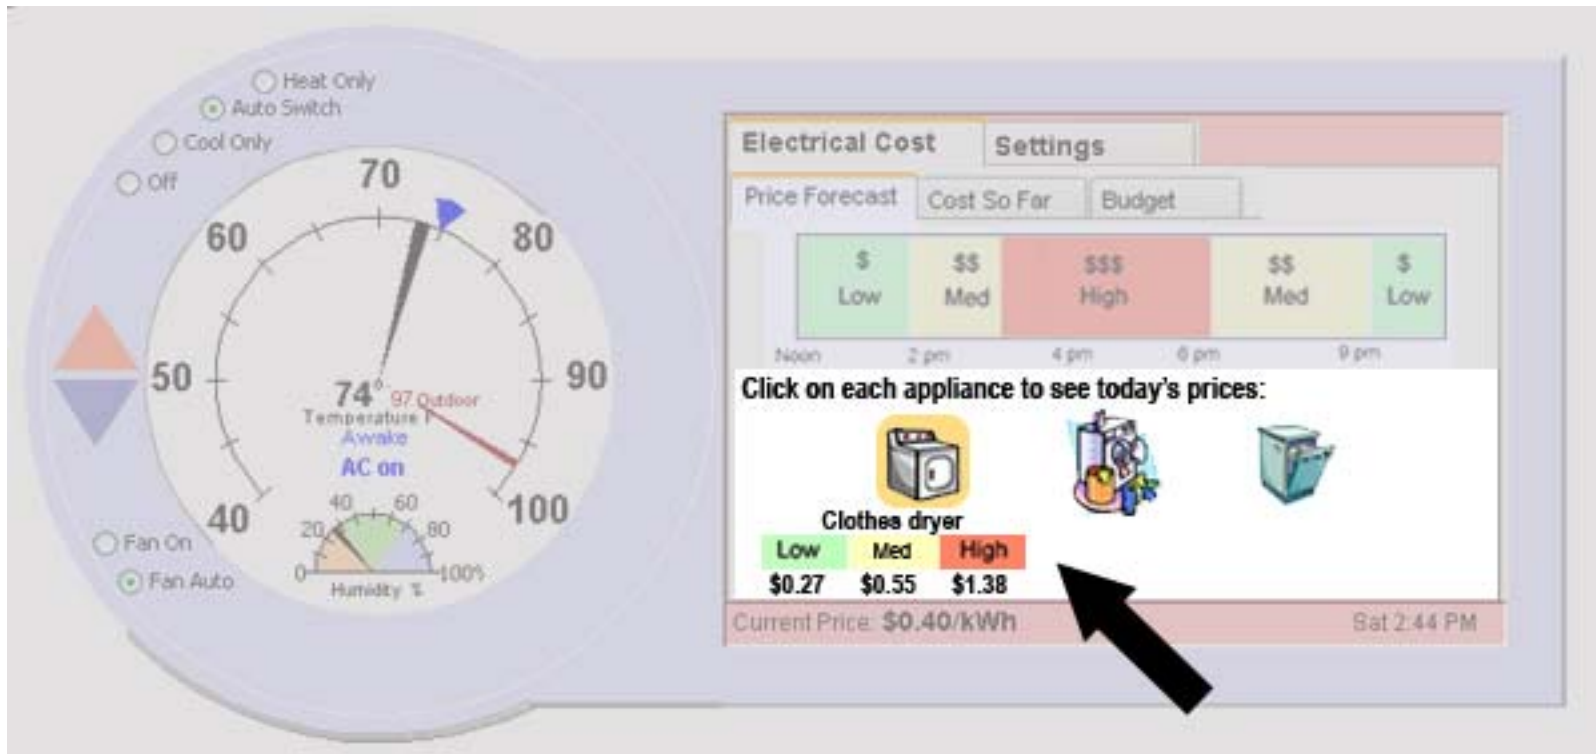 Heat Only
Auto Switch
Cool Only
Off
70
60
80
50
90
74°
97 Outdoor
Temperature F
Awake
AC on
40
100
40
60
20
80
0
100%
Humidity %
Fan On
Fan Auto
Electrical Cost
Settings
Price Forecast
Cost So Far
Budget
$ $$ $$$ $$ $
Low Med High Med Low
Noon 2 pm 4 pm 6 pm 9 pm
Click on each appliance to see today's prices:
Clothes dryer
Low Med High
$0.27 $0.55 $1.38
Current Price: $0.40/kWh
Sat 2:44 PM